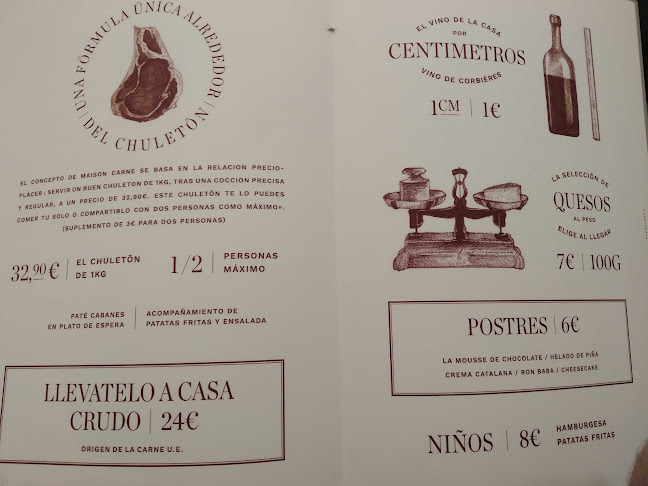 UNA FÓRMULA ÚNICA ALREDEDOR
DEL CHULETÓN
EL CONCEPTO DE MAISON CARNE SE BASA EN LA RELACION PRECIO-
PLACER : SERVIR UN BUEN CHULETON DE 1KG, TRAS UNA COCCION PRECISA
Y REGULAR, A UN PRECIO DE 32,90€. ESTE CHULETÓN TE LO PUEDES
COMER TU SOLO O COMPARTIRLO CON DOS PERSONAS COMO MÁXIMO».
(SUPLEMENTO DE 3€ PARA DOS PERSONAS)
32,90 € | EL CHULETÓN
DE 1KG
1/2 | PERSONAS
MÁXIMO
PATÉ CABANES
EN PLATO DE ESPERA
ACOMPAÑAMIENTO DE
PATATAS FRITAS Y ENSALADA
LLEVATELO A CASA
CRUDO | 24€
ORIGEN DE LA CARNE U.E.
EL VINO DE LA CASA
POR
CENTIMETROS
VINO DE CORBIÈRES
1CM | 1€
LA SELECCIÓN DE
QUESOS
AL PESO
ELIGE AL LLEGAR
7€ | 100G
POSTRES | 6€
LA MOUSSE DE CHOCOLATE / HELADO DE PIÑA
CREMA CATALANA / RON BABA / CHEESECAKE
NIÑOS | 8€
HAMBURGESA
PATATAS FRITAS